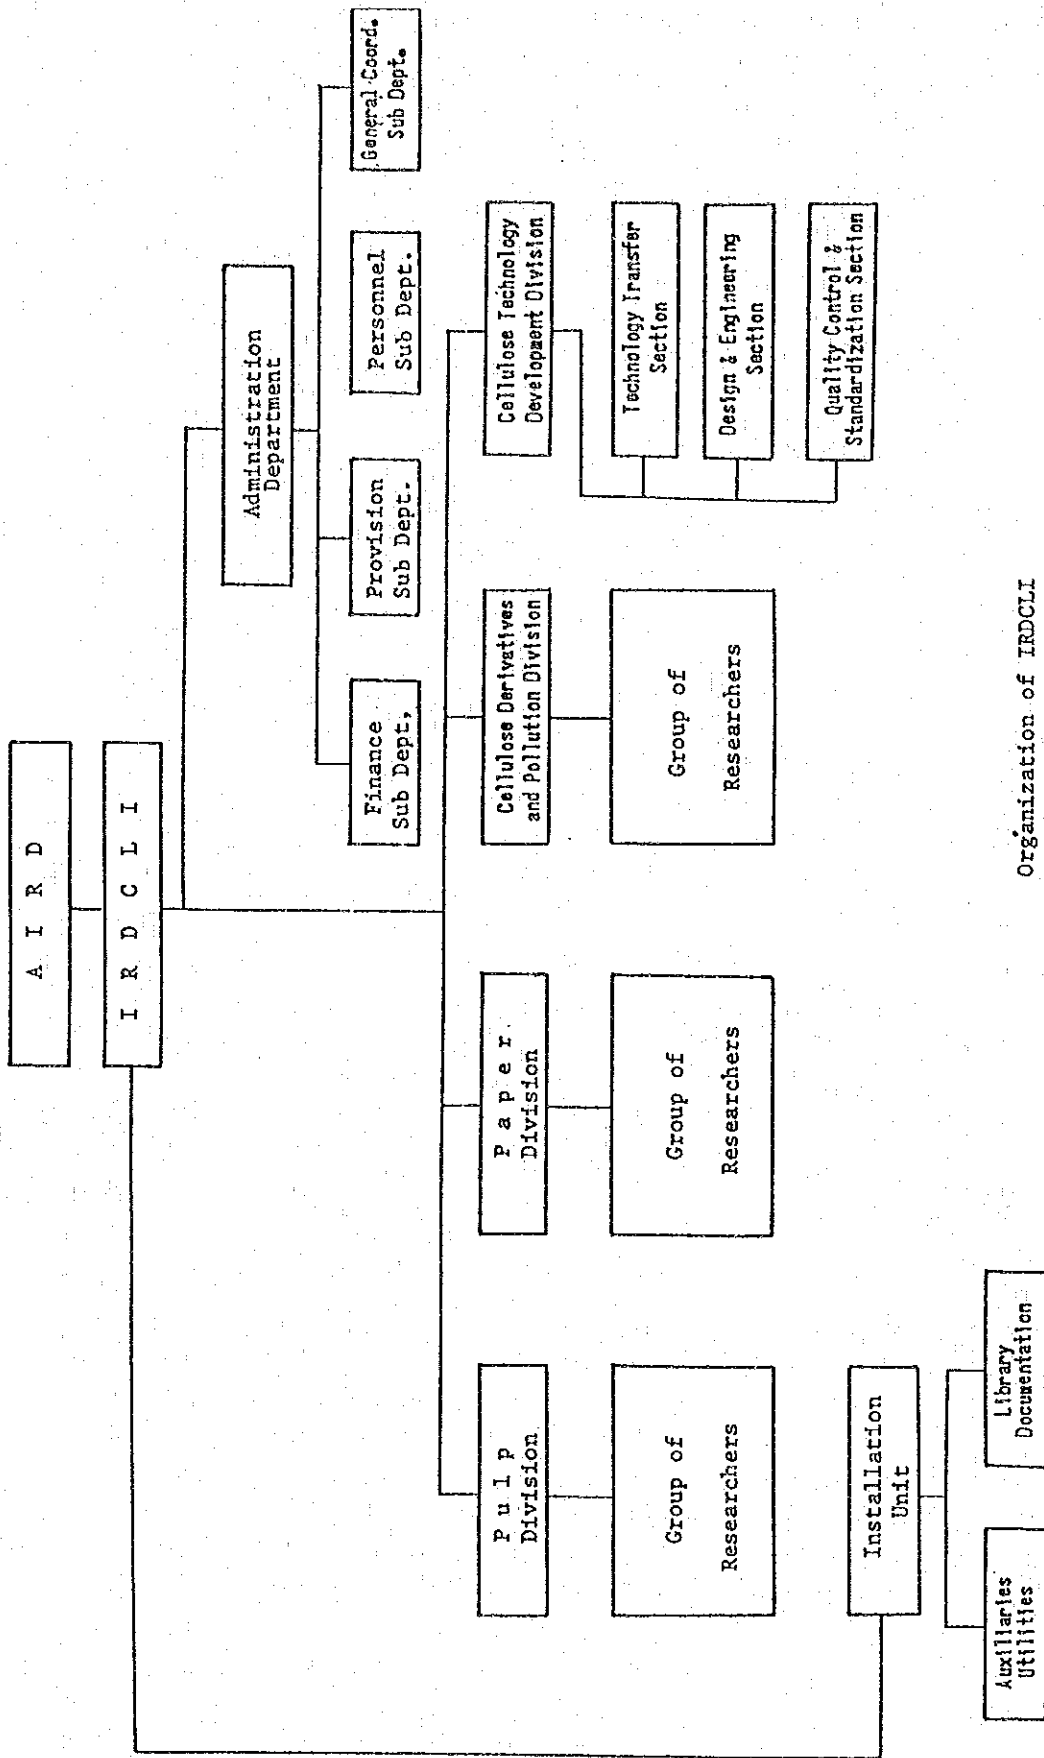 A I R D
I R D C L I
Administration
Department
Finance
Sub Dept,
Provision
Sub Dept.
Personnel
Sub Dept.
General Coord.
Sub Dept.
P u l p
Division
P a p e r
Division
Cellulose Derivatives
and Pollution Division
Cellulose Technology
Development Division
Group of
Researchers
Group of
Researchers
Group of
Researchers
Technology Transfer
Section
Design & Engineering
Section
Quality Control &
Standardization Section
Installation
Unit
Auxillaries
Utilities
Library
Documentation
Organization of IRDCLI